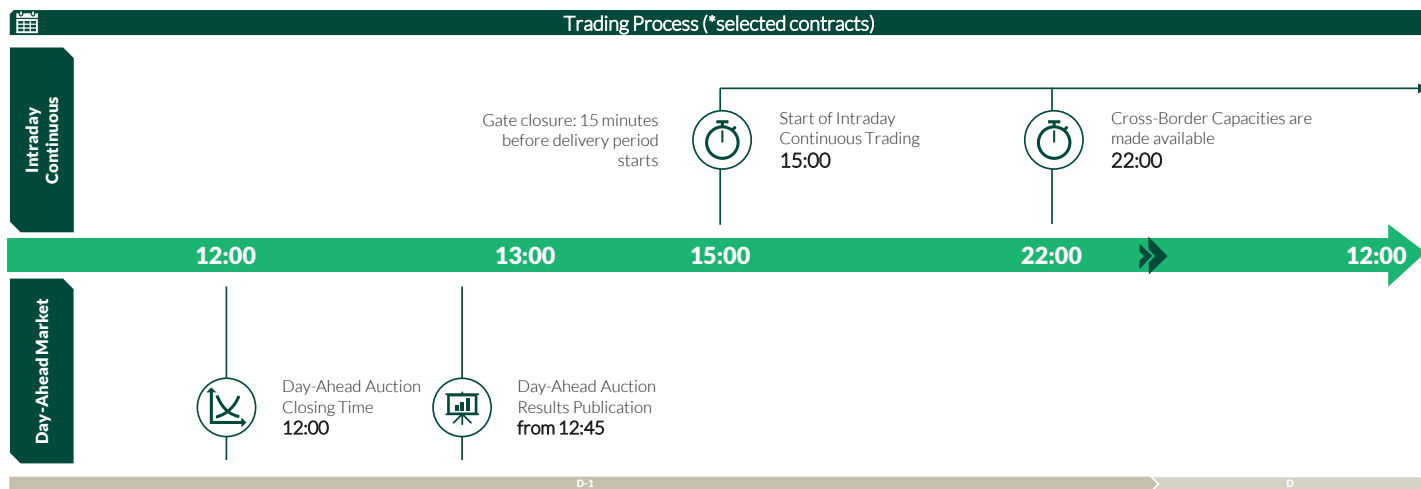 Trading Process (*selected contracts)
Intraday
Continuous
Gate closure: 15 minutes
before delivery period
starts
Start of Intraday
Continuous Trading
15:00
Cross-Border Capacities are
made available
22:00
12:00
13:00
15:00
22:00
12:00
Day-Ahead Market
Day-Ahead Auction
Closing Time
12:00
Day-Ahead Auction
Results Publication
from 12:45
D-1
D